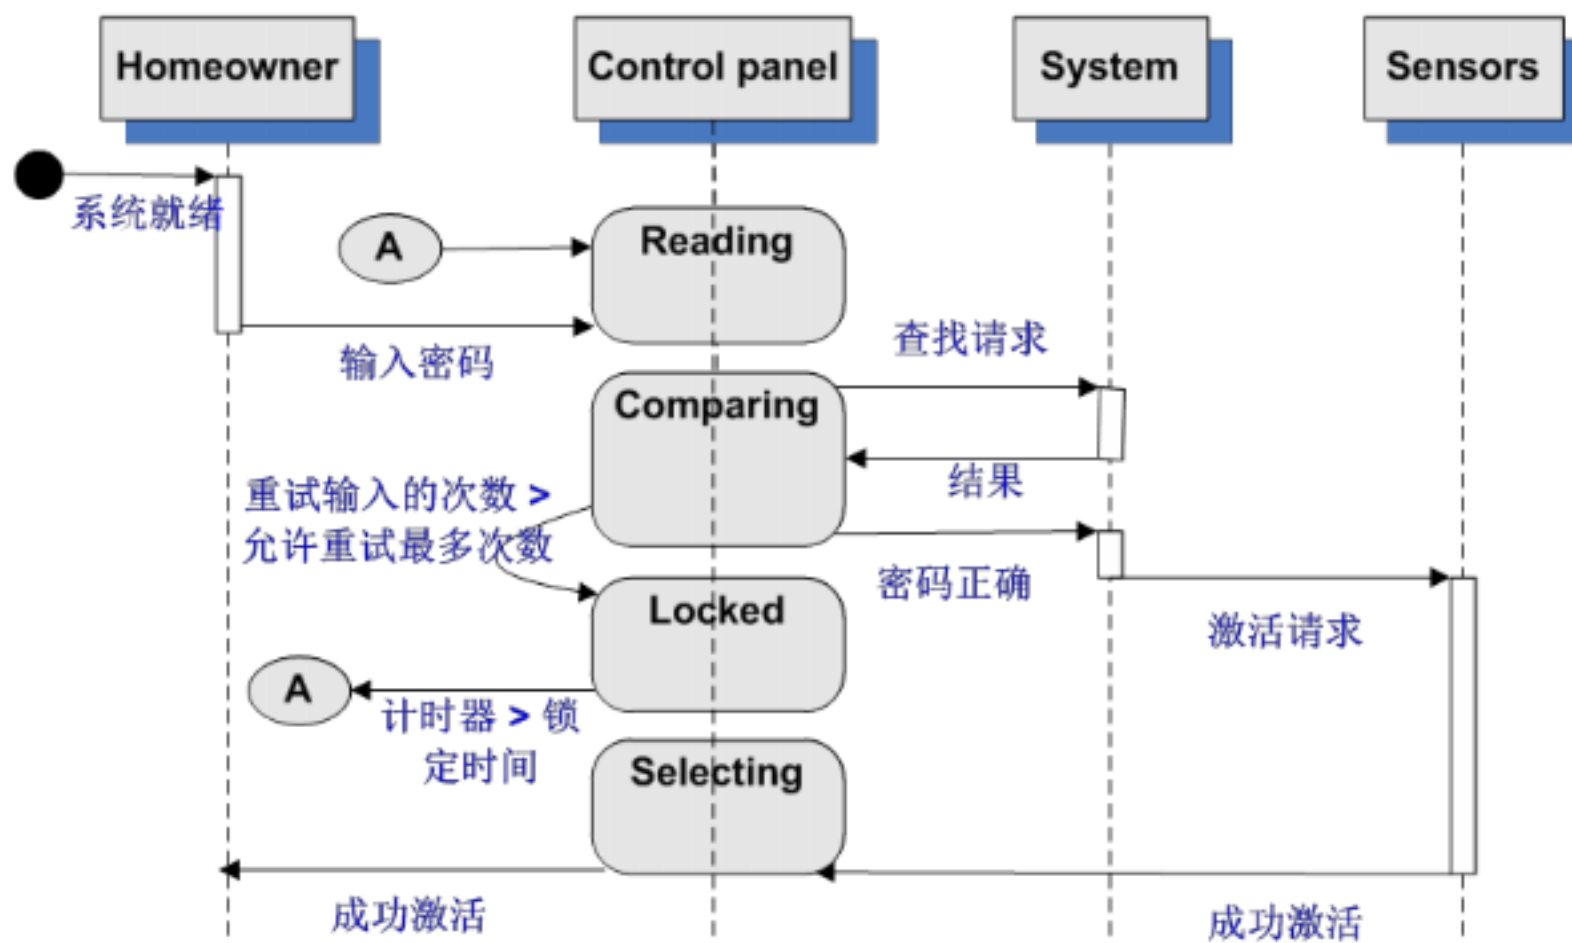 Homeowner
Control panel
System
Sensors
系统就绪
A
Reading
输入密码
查找请求
Comparing
结果
重试输入的次数 >
允许重试最多次数
密码正确
Locked
激活请求
A
计时器 > 锁
定时间
Selecting
成功激活
成功激活